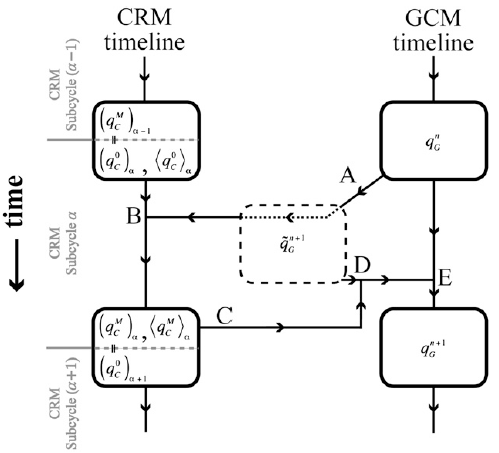 CRM
timeline
GCM
timeline
CRM
Subcycle (α−1)
(q_C^M)_{α−1}
=
(q_C^0)_α , ⟨q_C^0⟩_α
q_G^n
A
B
time
CRM
Subcycle α
q̃_G^{n+1}
D
E
C
(q_C^M)_α , ⟨q_C^M⟩_α
=
(q_C^0)_{α+1}
q_G^{n+1}
CRM
Subcycle (α+1)